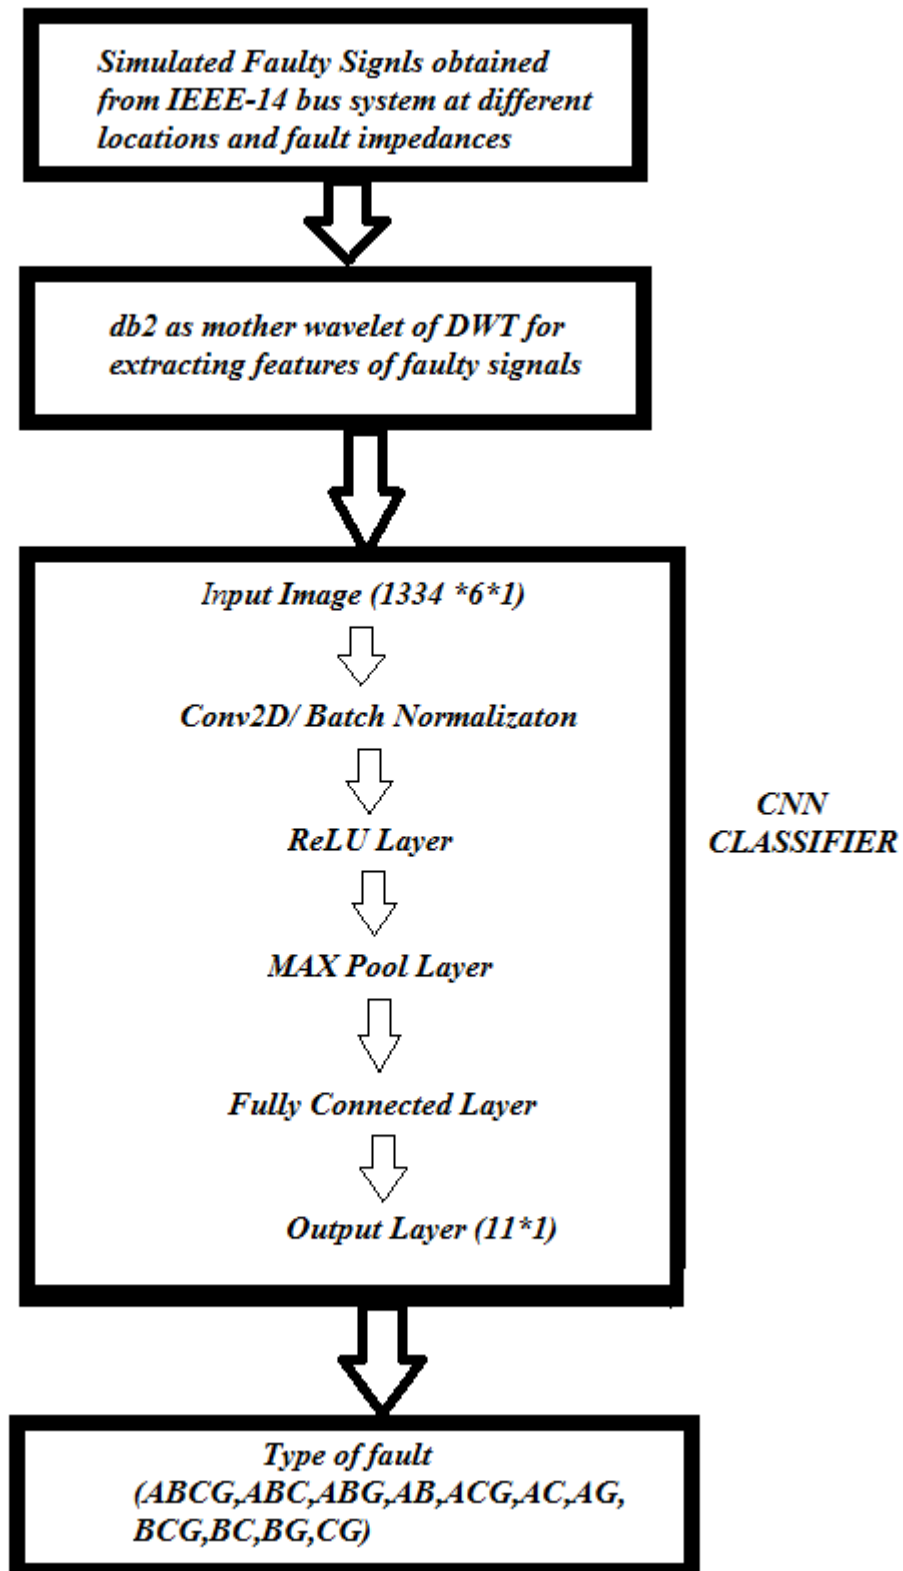 Simulated Faulty Signls obtained
from IEEE-14 bus system at different
locations and fault impedances
db2 as mother wavelet of DWT for
extracting features of faulty signals
Input Image (1334 *6*1)
Conv2D/ Batch Normalizaton
ReLU Layer
MAX Pool Layer
Fully Connected Layer
Output Layer (11*1)
CNN
CLASSIFIER
Type of fault
(ABCG,ABC,ABG,AB,ACG,AC,AG,
BCG,BC,BG,CG)